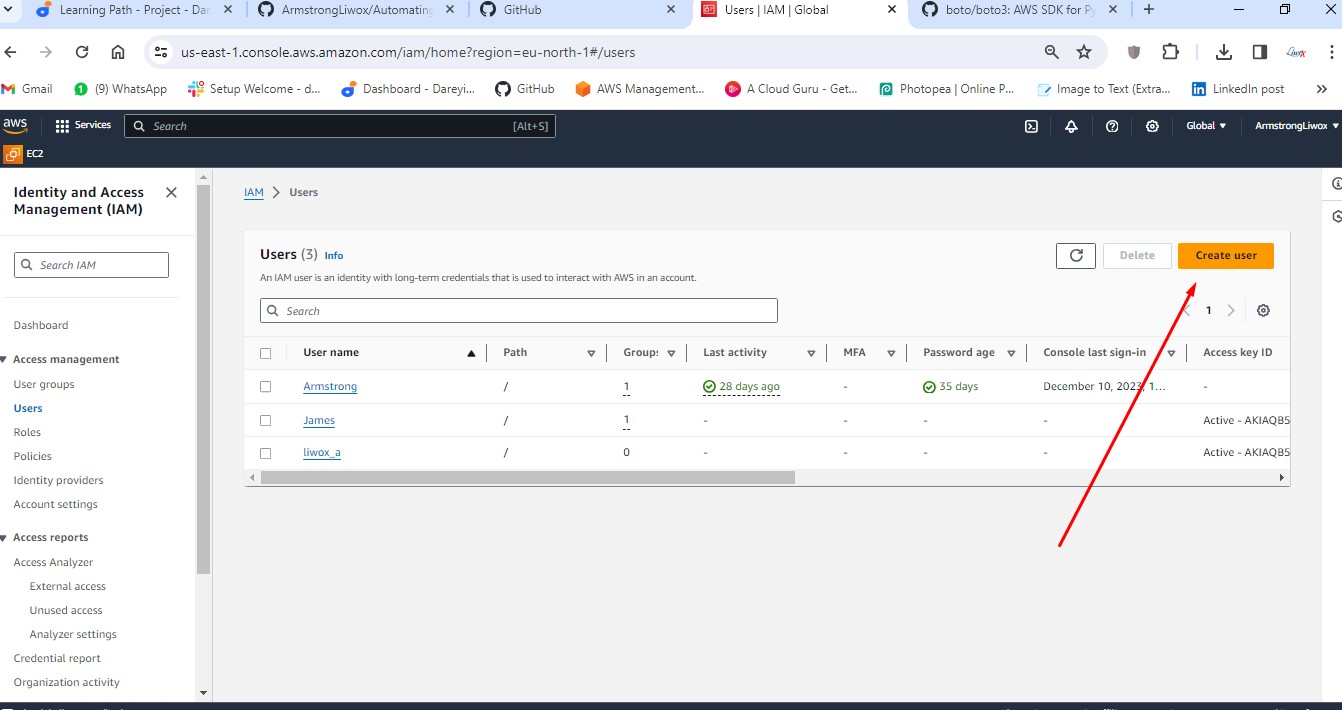 Learning Path - Project - Dar
ArmstrongLiwox/Automating
GitHub
Users | IAM | Global
boto/boto3: AWS SDK for Py
us-east-1.console.aws.amazon.com/iam/home?region=eu-north-1#/users
Gmail
(9) WhatsApp
Setup Welcome - d...
Dashboard - Dareyi...
GitHub
AWS Management...
A Cloud Guru - Get...
Photopea | Online P...
Image to Text (Extra...
LinkedIn post
aws
Services
Search
[Alt+S]
Global
ArmstrongLiwox
EC2
Identity and Access
Management (IAM)
Search IAM
Dashboard
Access management
User groups
Users
Roles
Policies
Identity providers
Account settings
Access reports
Access Analyzer
External access
Unused access
Analyzer settings
Credential report
Organization activity
IAM > Users
Users (3) Info
Delete
Create user
An IAM user is an identity with long-term credentials that is used to interact with AWS in an account.
Search
1
User name Path Groups Last activity MFA Password age Console last sign-in Access key ID
Armstrong / 1 28 days ago - 35 days December 10, 2023, 1... -
James / 1 - - - - Active - AKIAQB5
liwox_a / 0 - - - - Active - AKIAQB5